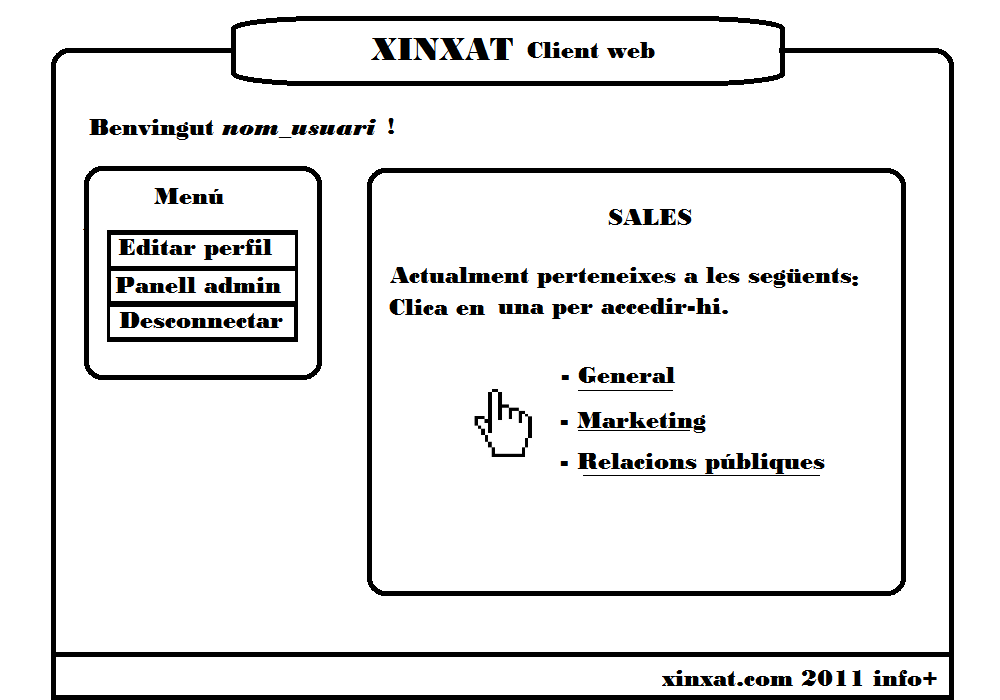 XINXAT Client web
Benvingut nom_usuari !
Menú
Editar perfil
Panell admin
Desconnectar
SALES
Actualment perteneixes a les següents:
Clica en una per accedir-hi.
- General
- Marketing
- Relacions públiques
xinxat.com 2011 info+